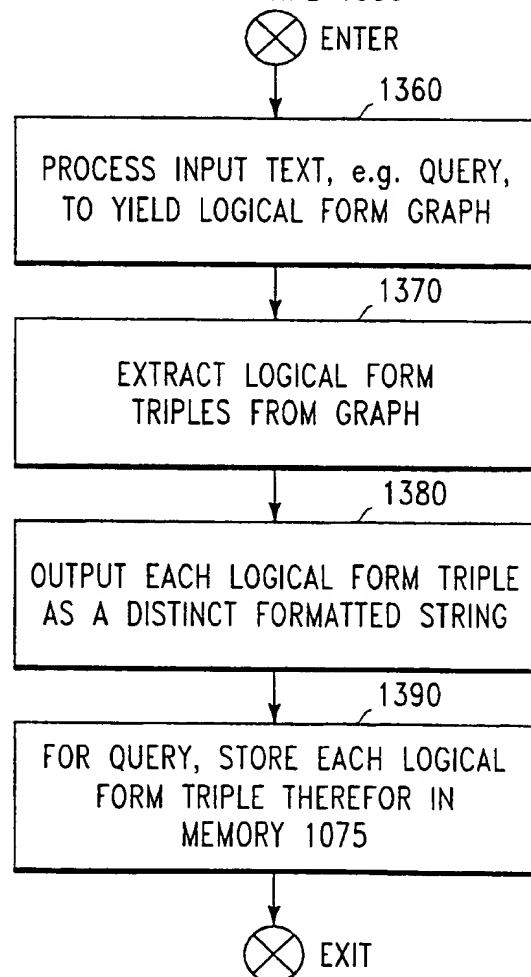 ENTER
1360
PROCESS INPUT TEXT, e.g. QUERY,
TO YIELD LOGICAL FORM GRAPH
1370
EXTRACT LOGICAL FORM
TRIPLES FROM GRAPH
1380
OUTPUT EACH LOGICAL FORM TRIPLE
AS A DISTINCT FORMATTED STRING
1390
FOR QUERY, STORE EACH LOGICAL
FORM TRIPLE THEREFOR IN
MEMORY 1075
EXIT